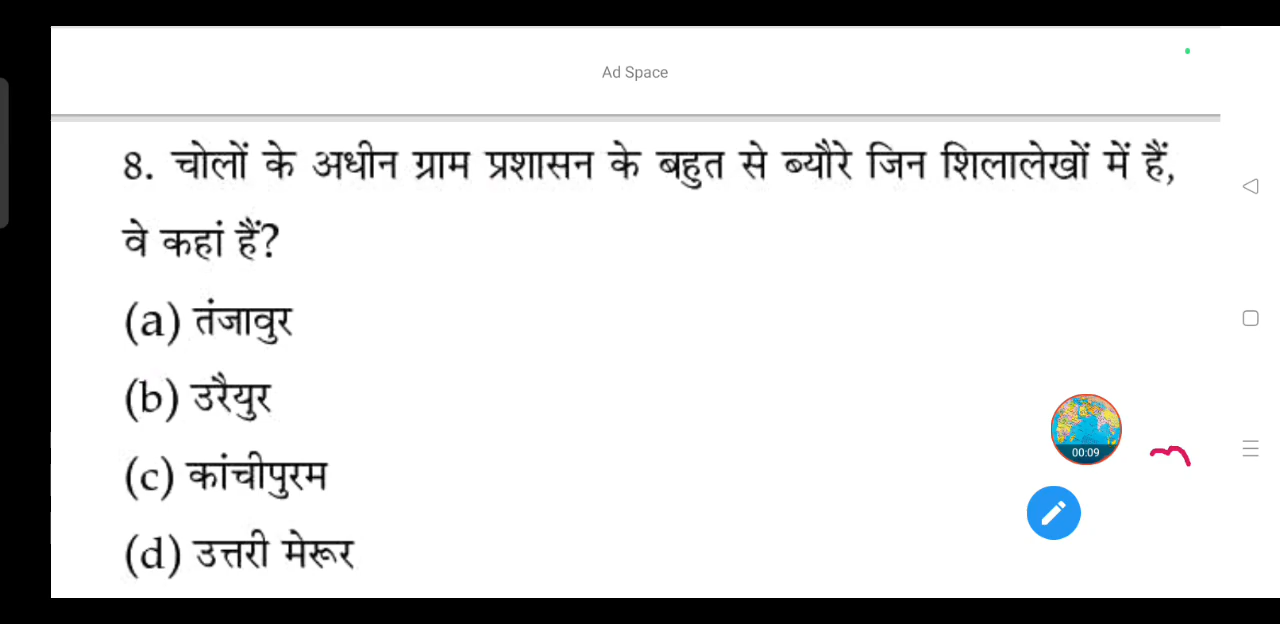 Ad Space
8. चोलों के अधीन ग्राम प्रशासन के बहुत से ब्यौरे जिन शिलालेखों में हैं,
वे कहां हैं?
(a) तंजावुर
(b) उरैयुर
(c) कांचीपुरम
(d) उत्तरी मेरूर
00:09